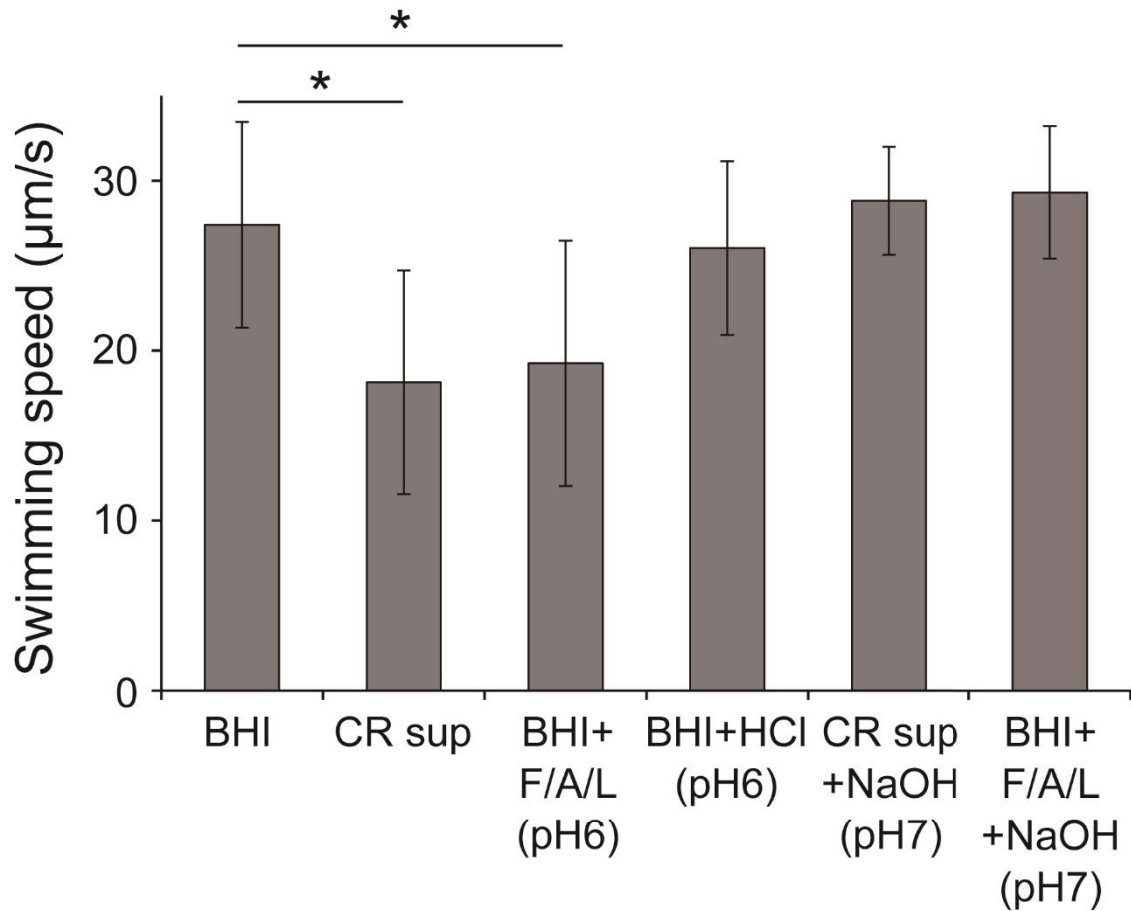 *
*
Swimming speed (μm/s)
30
20
10
0
BHI
CR sup
BHI+
F/A/L
(pH6)
BHI+HCl
(pH6)
CR sup
+NaOH
(pH7)
BHI+
F/A/L
+NaOH
(pH7)